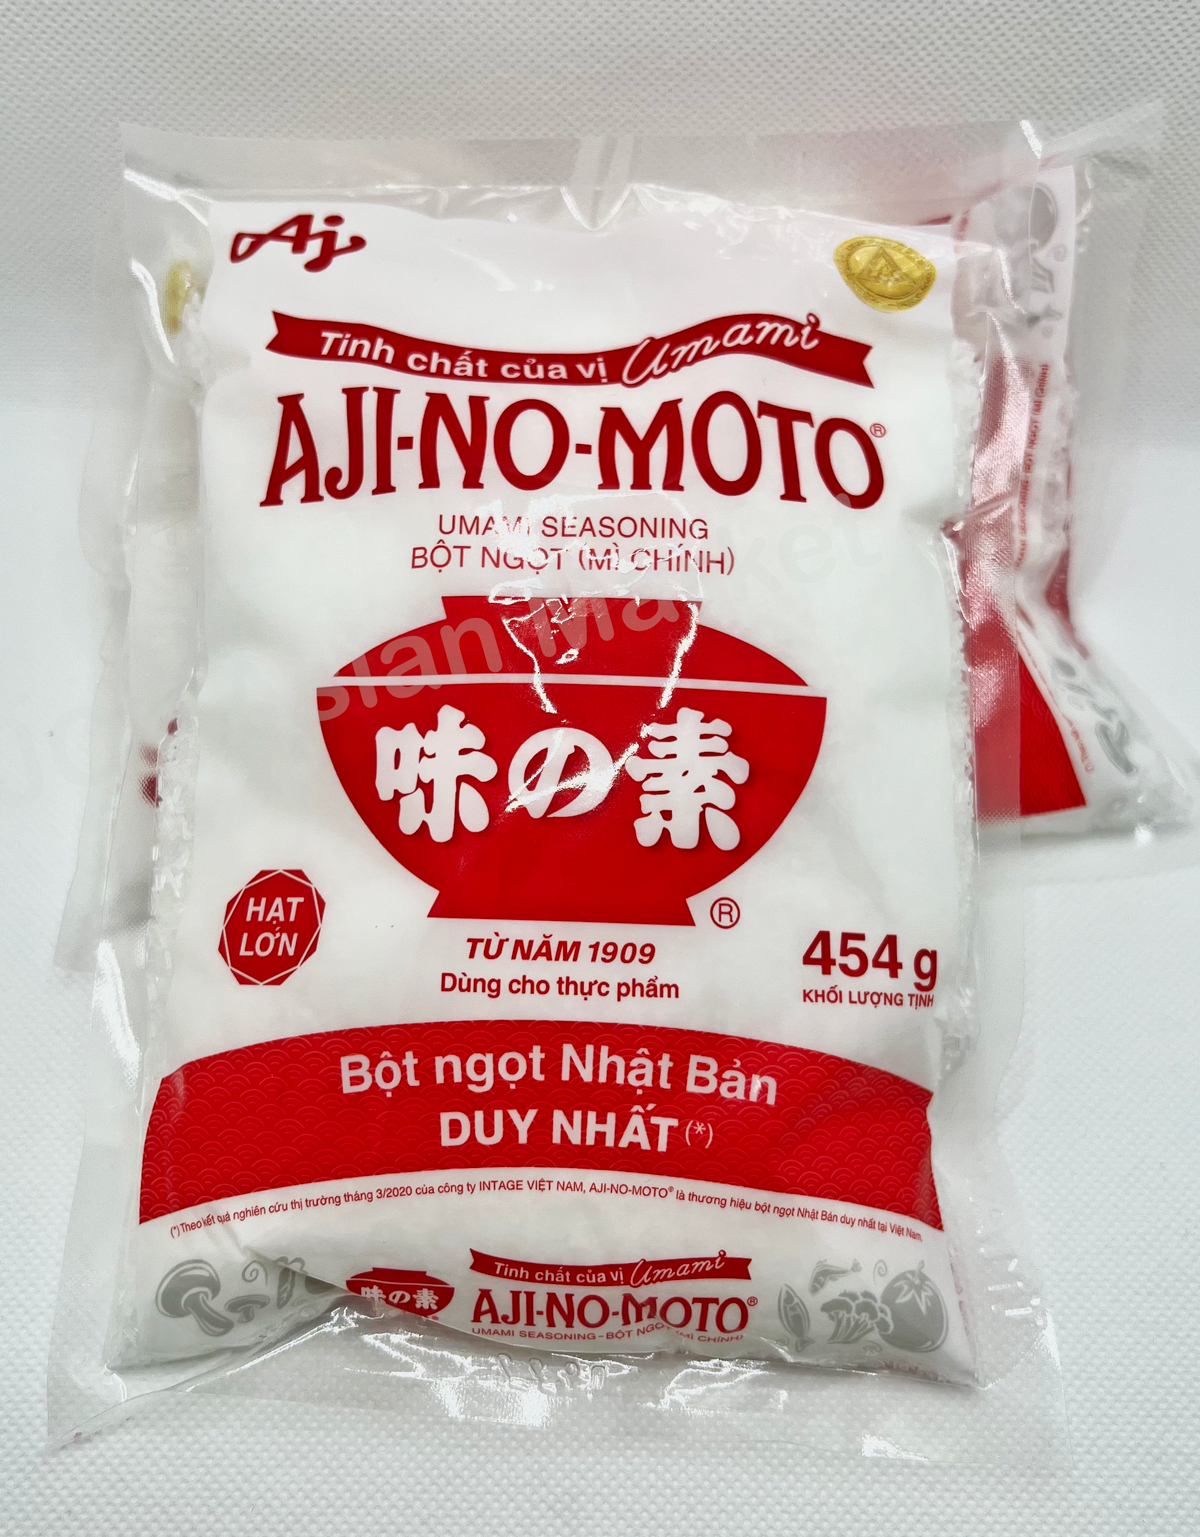 Aj
Tính chất của vị Umami
AJI-NO-MOTO®
UMAMI SEASONING
BỘT NGỌT (MÌ CHÍNH)
味の素
®
HẠT
LỚN
TỪ NĂM 1909
Dùng cho thực phẩm
454 g
KHỐI LƯỢNG TỊNH
Bột ngọt Nhật Bản
DUY NHẤT (*)
(*) Theo kết quả nghiên cứu thị trường tháng 3/2020 của công ty INTAGE VIỆT NAM, AJI-NO-MOTO® là thương hiệu bột ngọt Nhật Bản duy nhất tại Việt Nam.
Tính chất của vị Umami
味の素
AJI-NO-MOTO®
UMAMI SEASONING - BỘT NGỌT (MÌ CHÍNH)
Asian Market